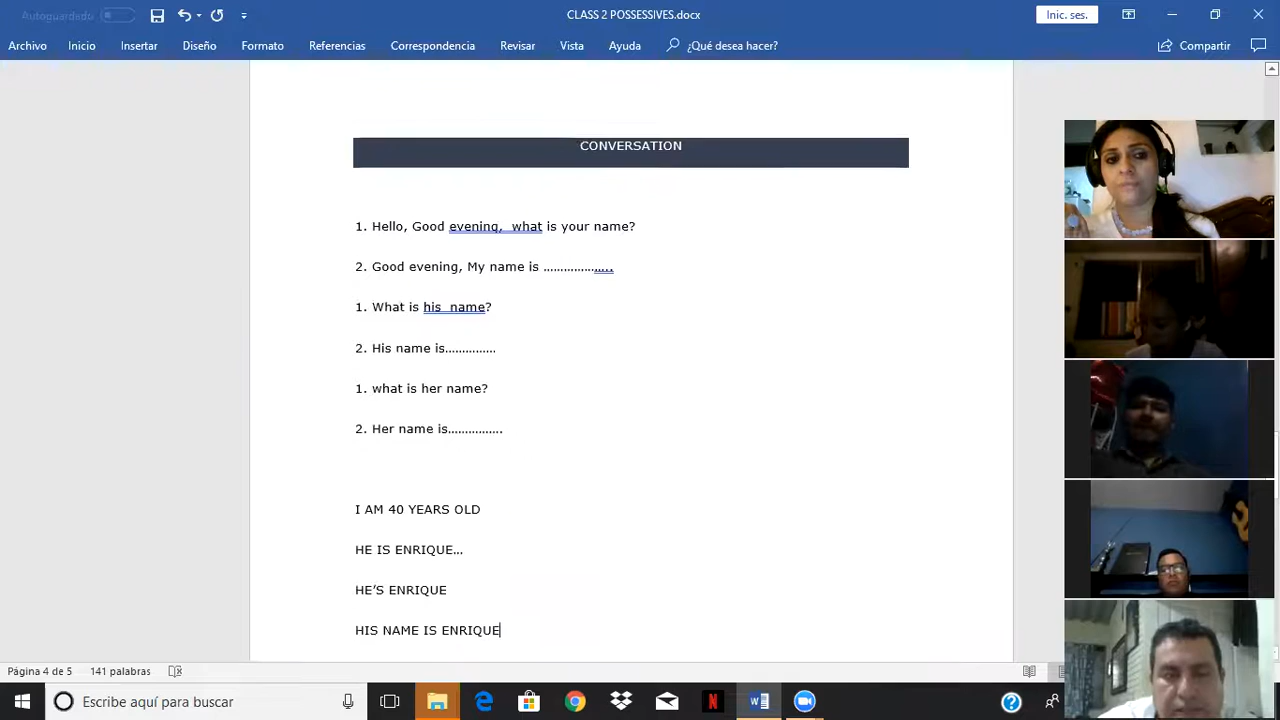 Autoguardado
CLASS 2 POSSESSIVES.docx
Inic. ses.
Archivo Inicio Insertar Diseño Formato Referencias Correspondencia Revisar Vista Ayuda ¿Qué desea hacer? Compartir
CONVERSATION
1. Hello, Good evening,  what is your name?
2. Good evening, My name is ………………..
1. What is his  name?
2. His name is……………
1. what is her name?
2. Her name is…………….
I AM 40 YEARS OLD
HE IS ENRIQUE…
HE’S ENRIQUE
HIS NAME IS ENRIQUE
Página 4 de 5 141 palabras
Escribe aquí para buscar